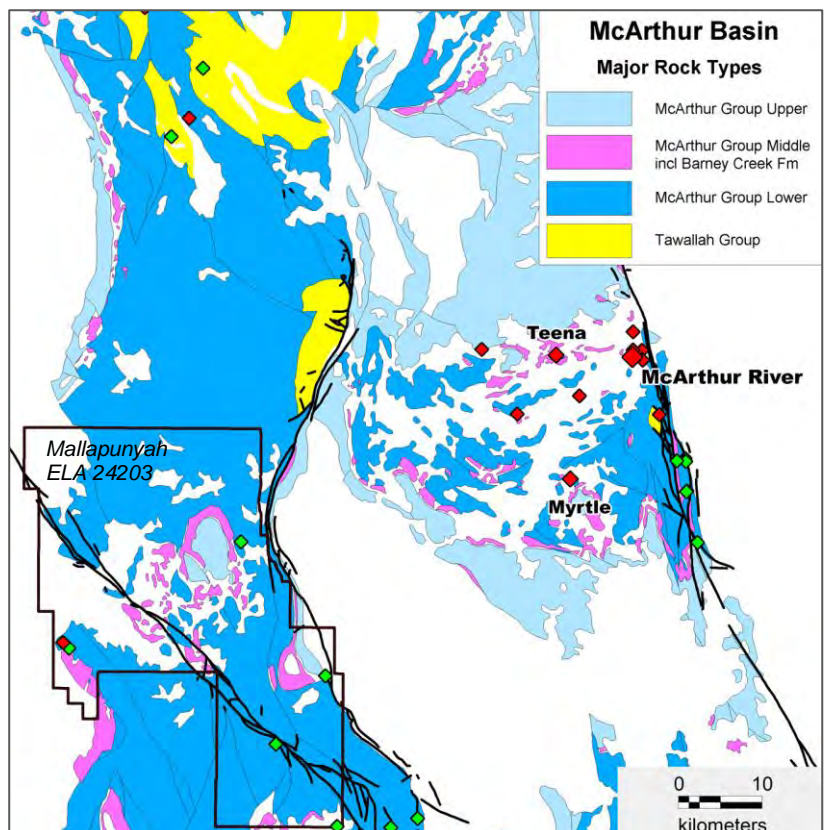 McArthur Basin
Major Rock Types
McArthur Group Upper
McArthur Group Middle
incl Barney Creek Fm
McArthur Group Lower
Tawallah Group
Teena
McArthur River
Mallapunyah
ELA 24203
Myrtle
0 10
kilometers